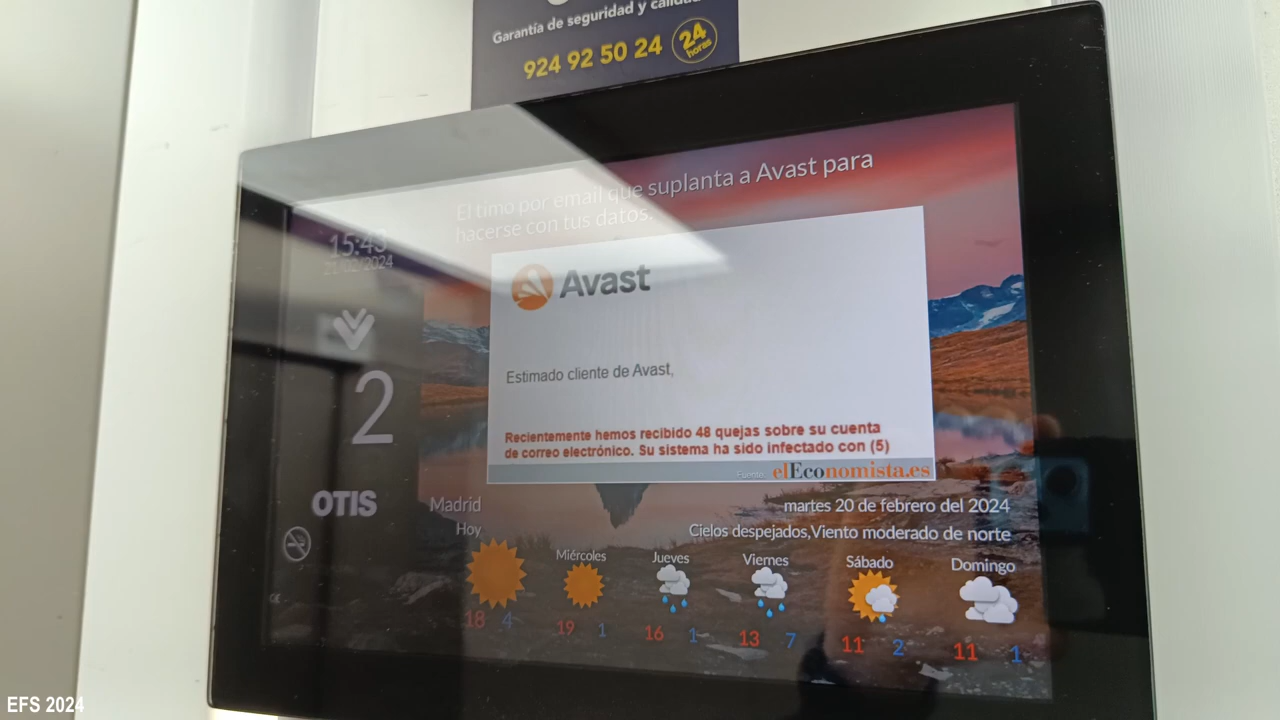 Garantía de seguridad y calidad
924 92 50 24
24
horas
El timo por email que suplanta a Avast para
hacerse con tus datos.
15:43
2024
Avast
Estimado cliente de Avast,
Recientemente hemos recibido 48 quejas sobre su cuenta
de correo electrónico. Su sistema ha sido infectado con (5)
Fuente: elEconomista.es
2
OTIS
Madrid
Hoy
martes 20 de febrero del 2024
Cielos despejados,Viento moderado de norte
Miércoles
Jueves
Viernes
Sábado
Domingo
18 4
19 1
16 1
13 7
11 2
11 1
EFS 2024